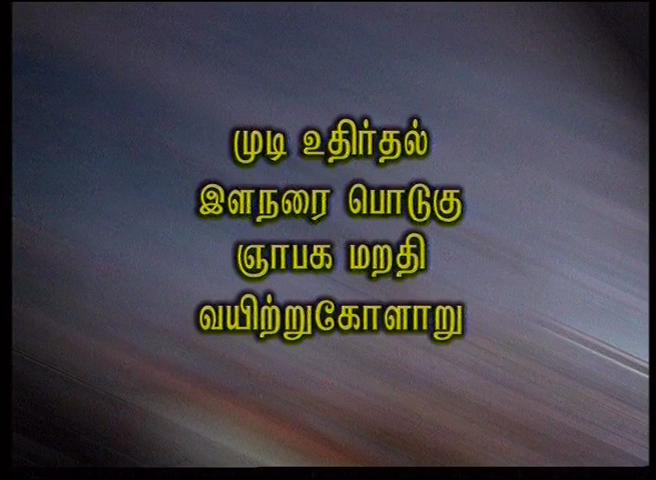 முடி உதிர்தல்
இளநரை பொடுகு
ஞாபக மறதி
வயிற்றுகோளாறு